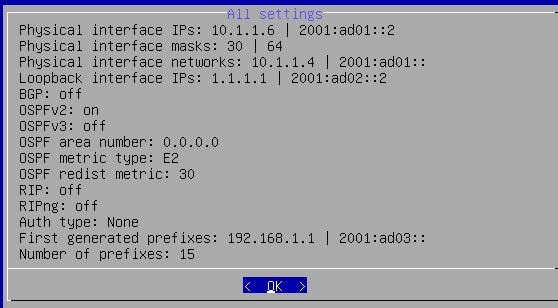 All settings
Physical interface IPs: 10.1.1.6 | 2001:ad01::2
Physical interface masks: 30 | 64
Physical interface networks: 10.1.1.4 | 2001:ad01::
Loopback interface IPs: 1.1.1.1 | 2001:ad02::2
BGP: off
OSPFv2: on
OSPFv3: off
OSPF area number: 0.0.0.0
OSPF metric type: E2
OSPF redist metric: 30
RIP: off
RIPng: off
Auth type: None
First generated prefixes: 192.168.1.1 | 2001:ad03::
Number of prefixes: 15
< OK >